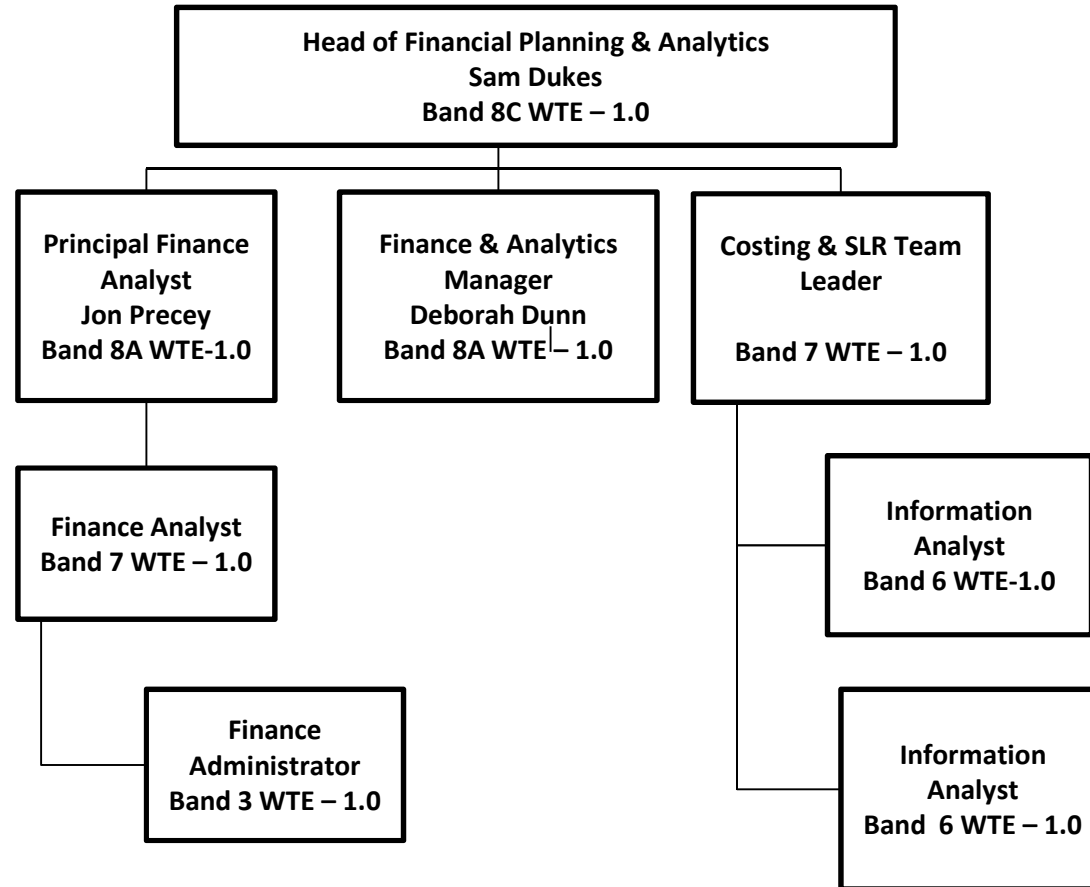 Head of Financial Planning & Analytics
Sam Dukes
Band 8C WTE – 1.0
Principal Finance
Analyst
Jon Precey
Band 8A WTE-1.0
Finance & Analytics
Manager
Deborah Dunn
Band 8A WTE – 1.0
Costing & SLR Team
Leader
Band 7 WTE – 1.0
Finance Analyst
Band 7 WTE – 1.0
Information
Analyst
Band 6 WTE-1.0
Finance
Administrator
Band 3 WTE – 1.0
Information
Analyst
Band  6 WTE – 1.0